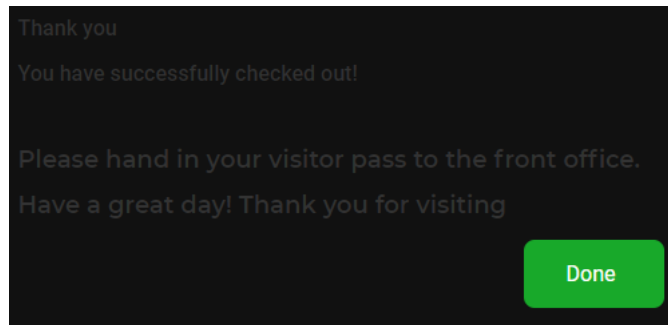 Thank you
You have successfully checked out!
Please hand in your visitor pass to the front office.
Have a great day! Thank you for visiting
Done